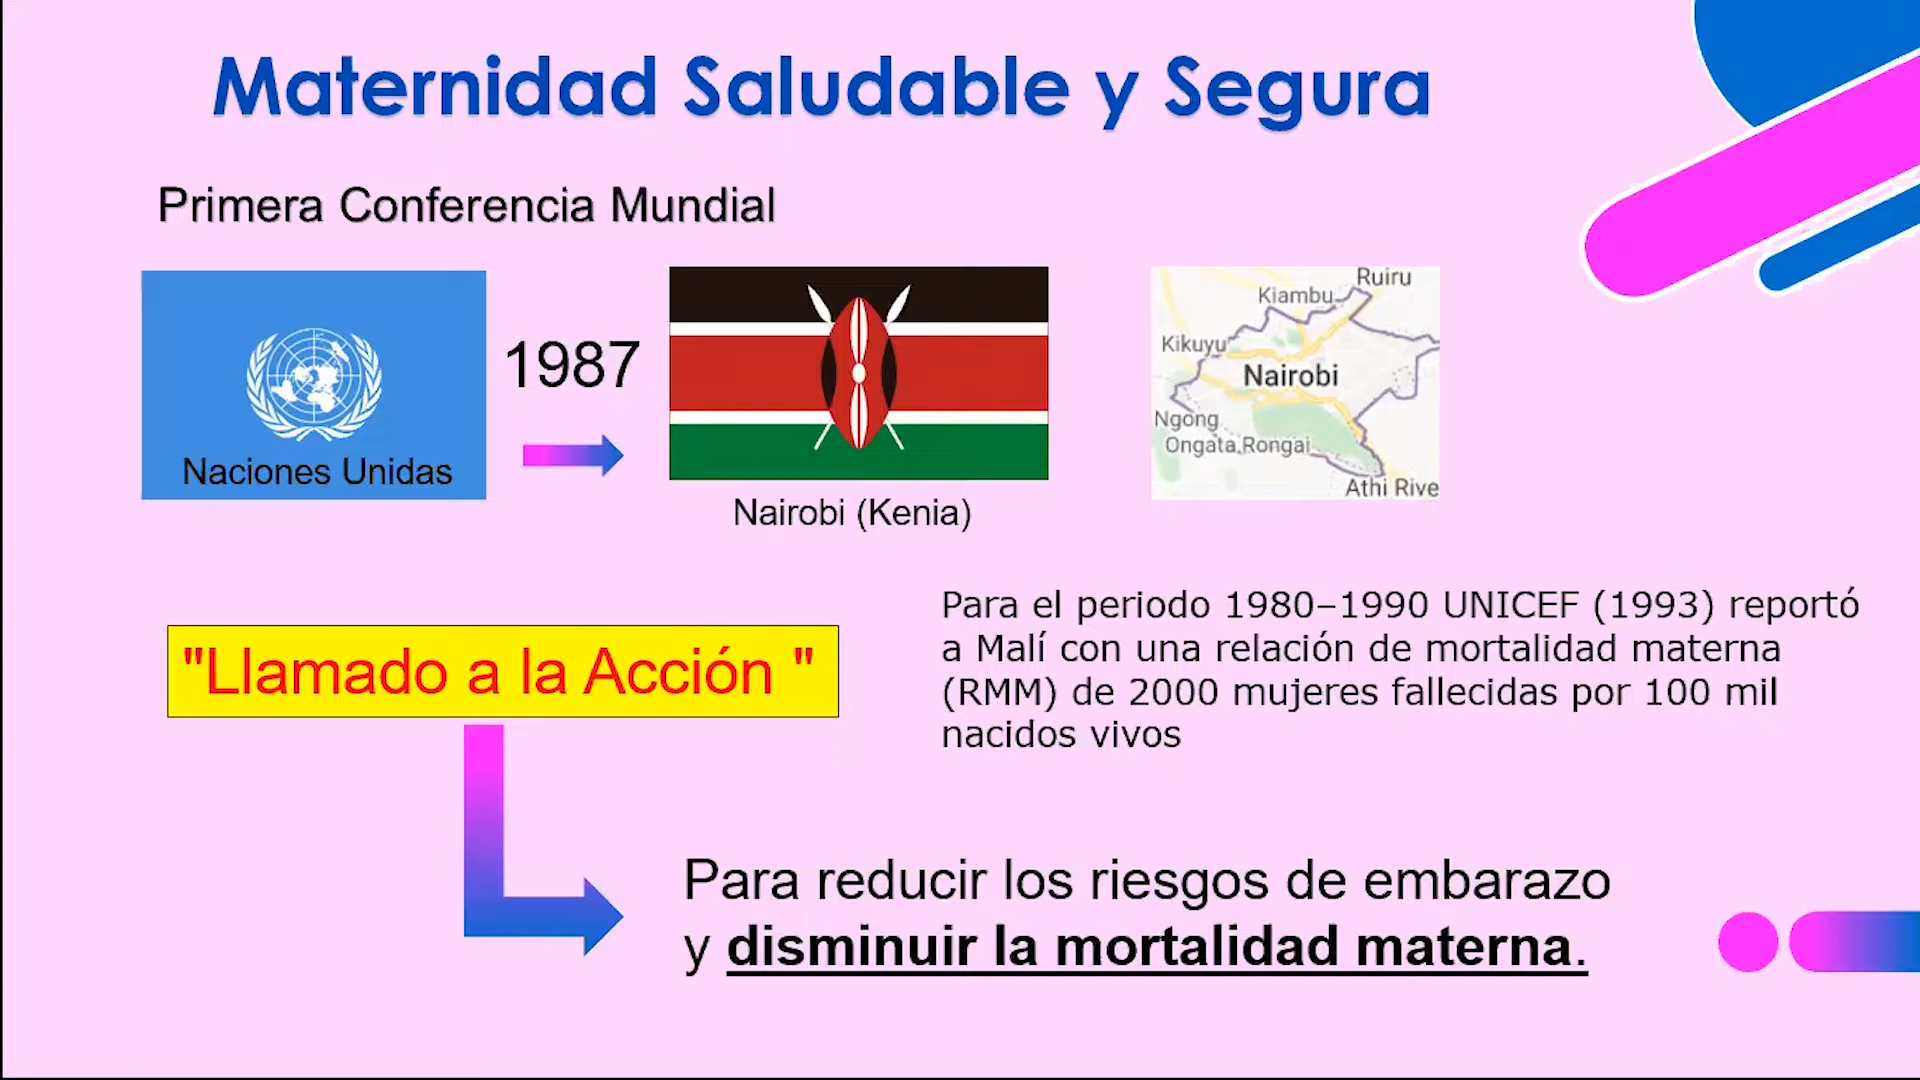 Maternidad Saludable y Segura
Primera Conferencia Mundial
Naciones Unidas
1987
Nairobi (Kenia)
Ruiru
Kiambu
Kikuyu
Nairobi
Ngong
Ongata Rongai
Athi Rive
"Llamado a la Acción "
Para el periodo 1980–1990 UNICEF (1993) reportó
a Malí con una relación de mortalidad materna
(RMM) de 2000 mujeres fallecidas por 100 mil
nacidos vivos
Para reducir los riesgos de embarazo
y disminuir la mortalidad materna.